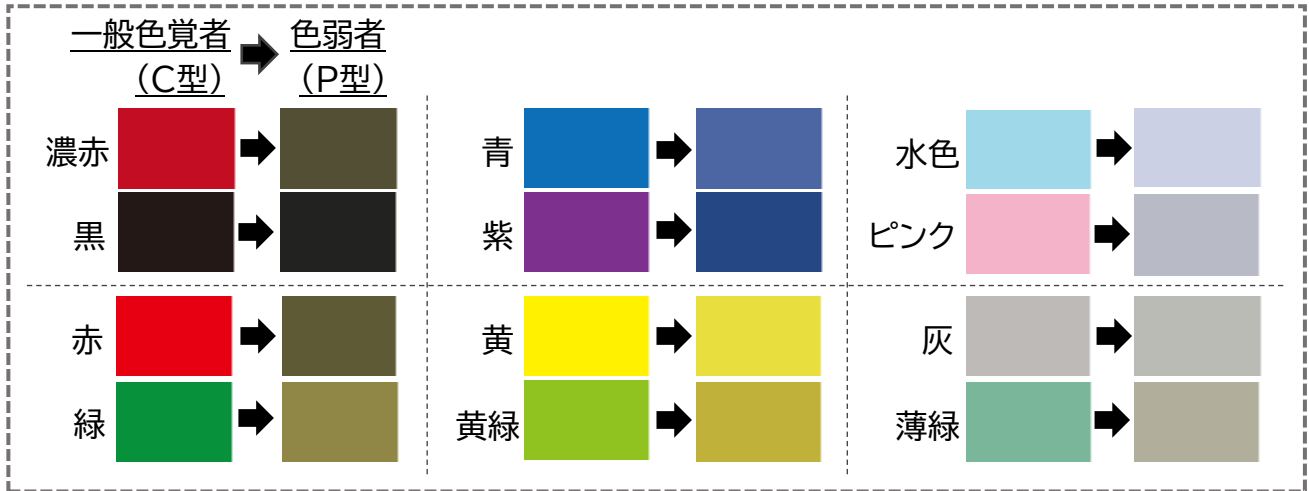 一般色覚者 色弱者
(C型) (P型)
濃赤 青 水色
黒 紫 ピンク
赤 黄 灰
緑 黄緑 薄緑